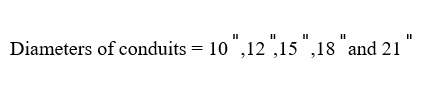 Diameters of conduits = 10 ",12 ",15 ",18 "and 21 "